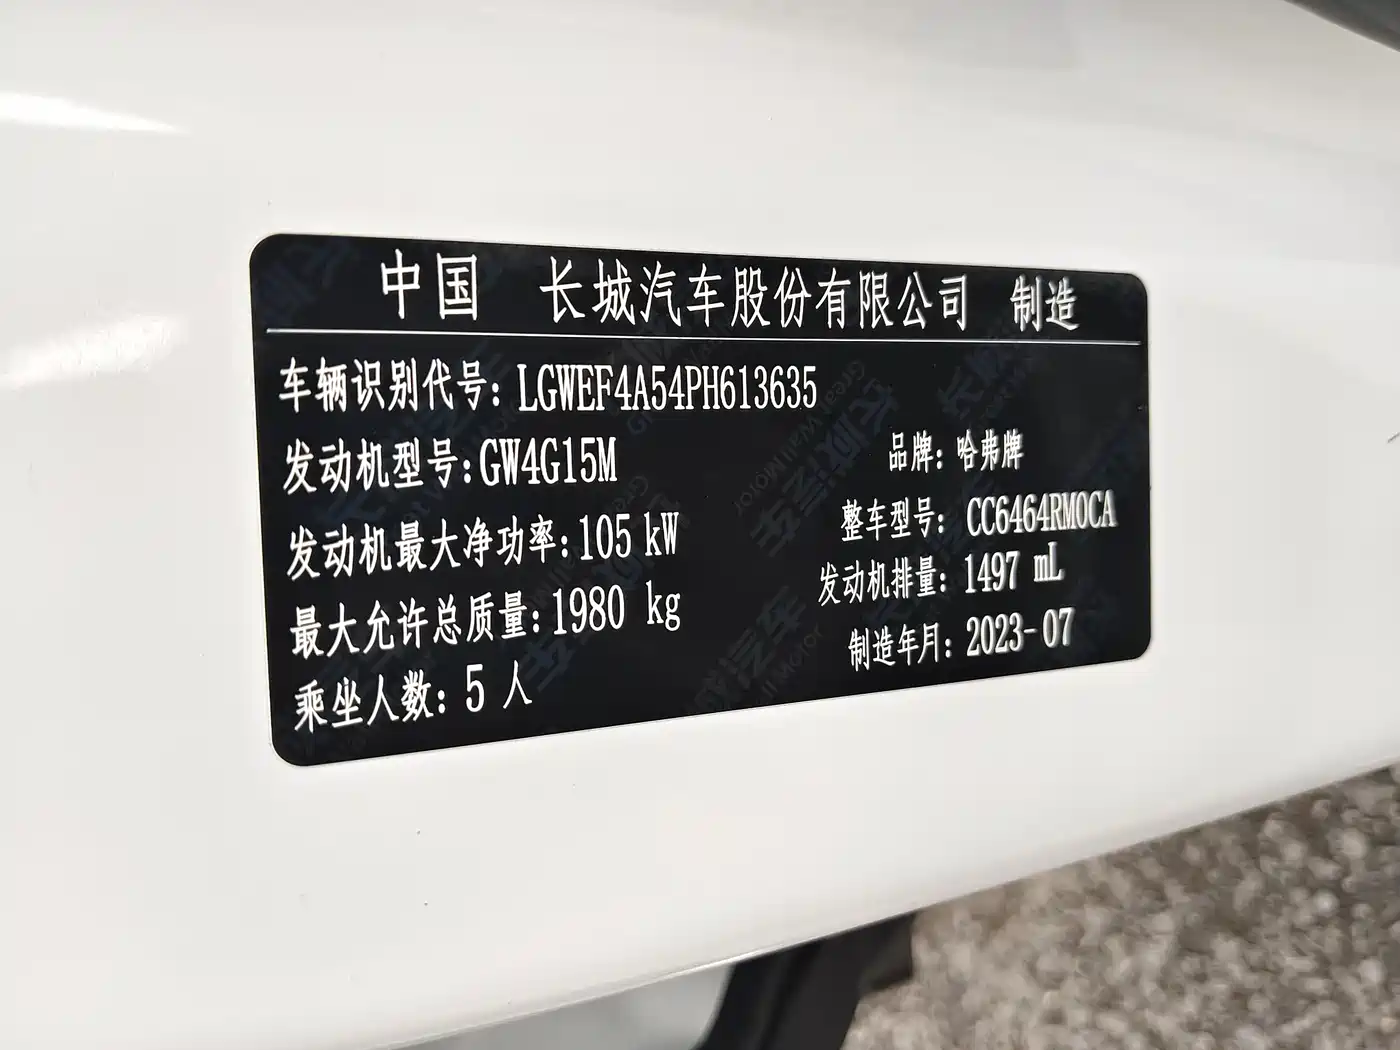 中国 长城汽车股份有限公司 制造
车辆识别代号: LGWEF4A54PH613635
发动机型号: GW4G15M
品牌: 哈弗牌
发动机最大净功率: 105 kW
整车型号: CC6464RM0CA
最大允许总质量: 1980 kg
发动机排量: 1497 mL
乘坐人数: 5 人
制造年月: 2023-07